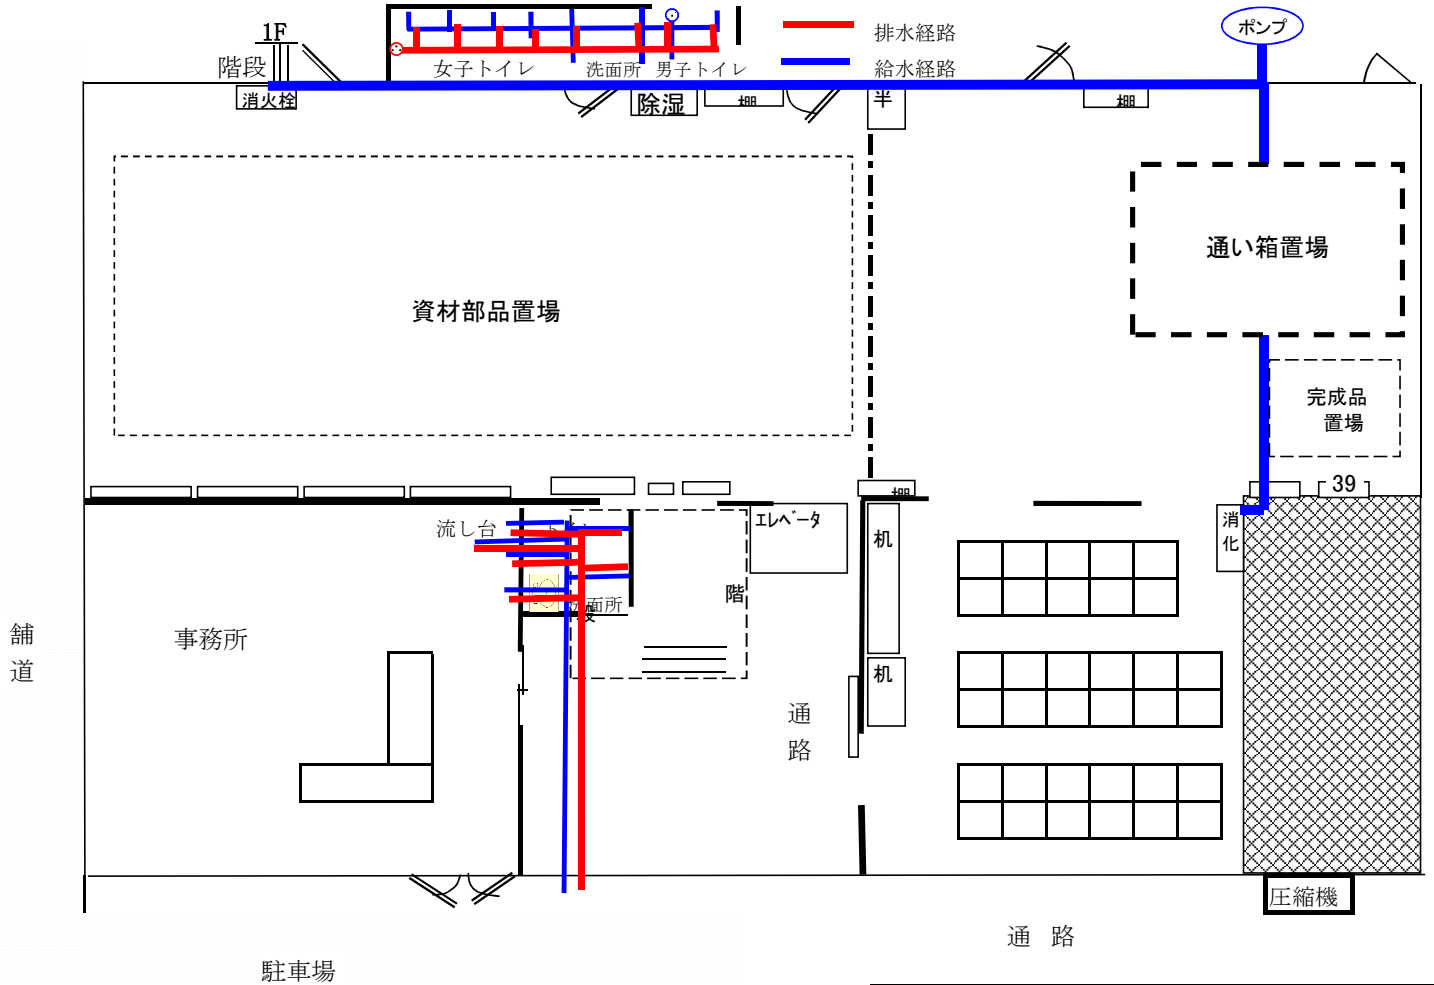 1F
階段
消火栓
女子トイレ
洗面所
男子トイレ
排水経路
給水経路
ポンプ
除湿
棚
半
棚
通い箱置場
資材部品置場
完成品
置場
39
棚
流し台
エレベータ
机
消
化
階
段
面所
事務所
舗
道
机
通
路
圧縮機
通 路
駐車場